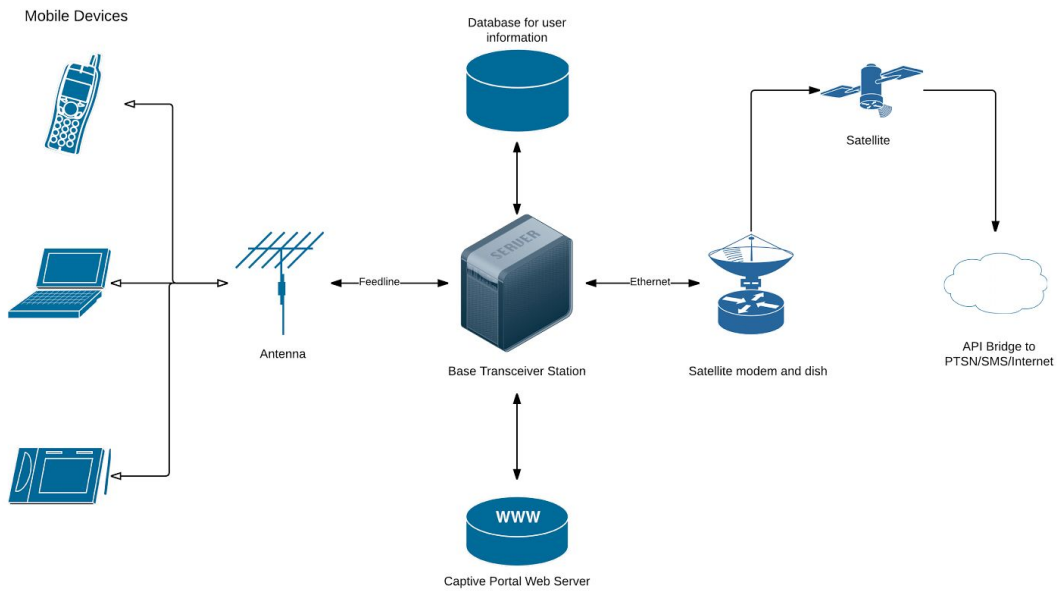 Mobile Devices
Database for user
information
Satellite
SERVER
Feedline
Ethernet
Antenna
Base Transceiver Station
Satellite modem and dish
API Bridge to
PTSN/SMS/Internet
WWW
Captive Portal Web Server